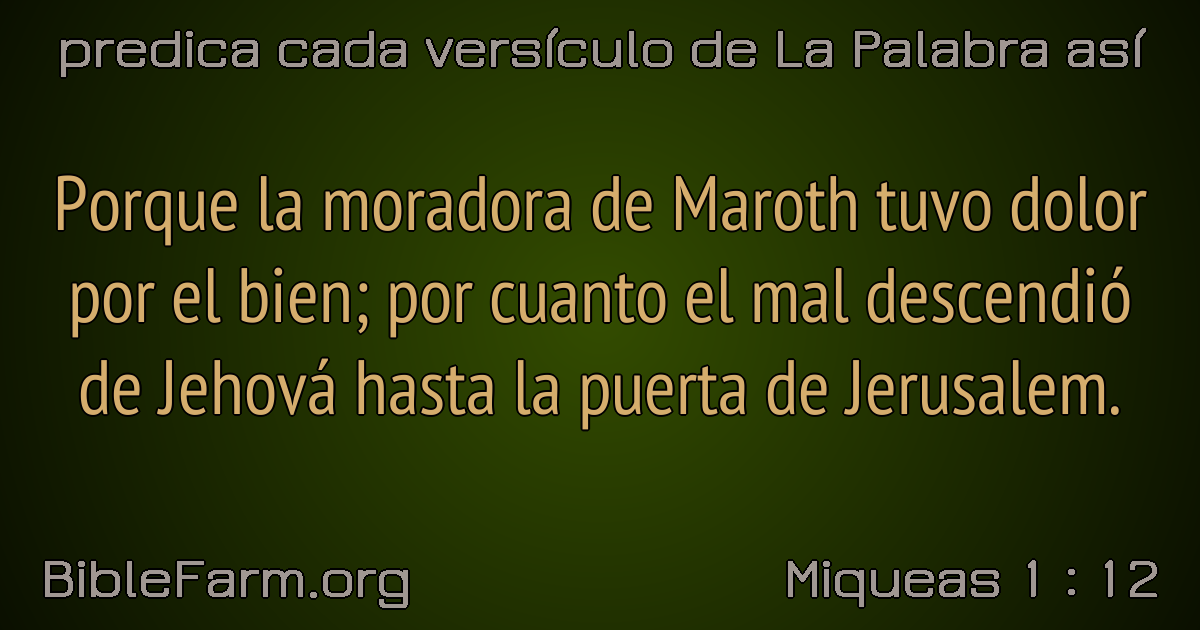 predica cada versículo de La Palabra así
Porque la moradora de Maroth tuvo dolor
por el bien; por cuanto el mal descendió
de Jehová hasta la puerta de Jerusalem.
BibleFarm.org
Miqueas 1 : 12